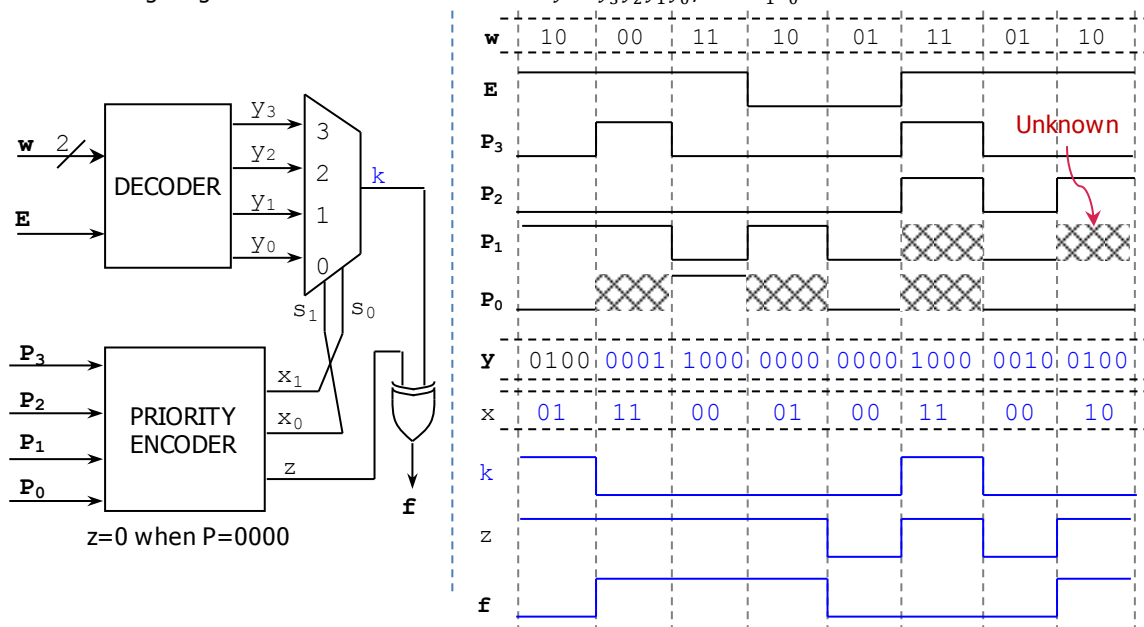 w 10 00 11 10 01 11 01 10
E
P3
Unknown
P2
P1
P0
y 0100 0001 1000 0000 0000 1000 0010 0100
x 01 11 00 01 00 11 00 10
k
z
f
w 2
E
DECODER
y3
y2
y1
y0
3
2
1
0
k
s1 s0
P3
P2
P1
P0
PRIORITY
ENCODER
x1
x0
z
f
z=0 when P=0000